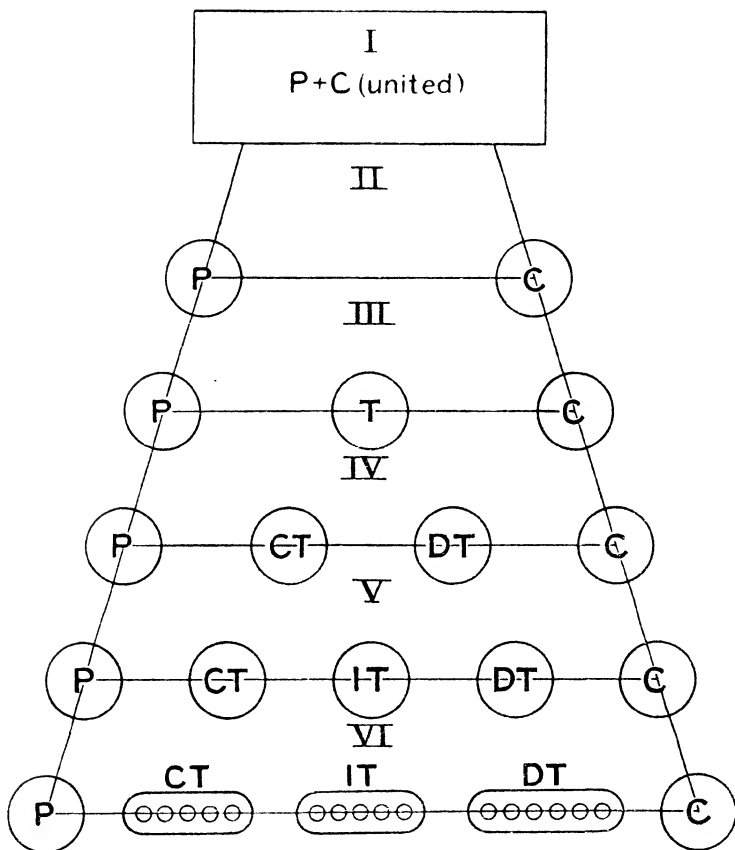 I
P+C (united)
II
P C
III
P T C
IV
P CT DT C
V
P CT IT DT C
VI
CT IT DT
P C